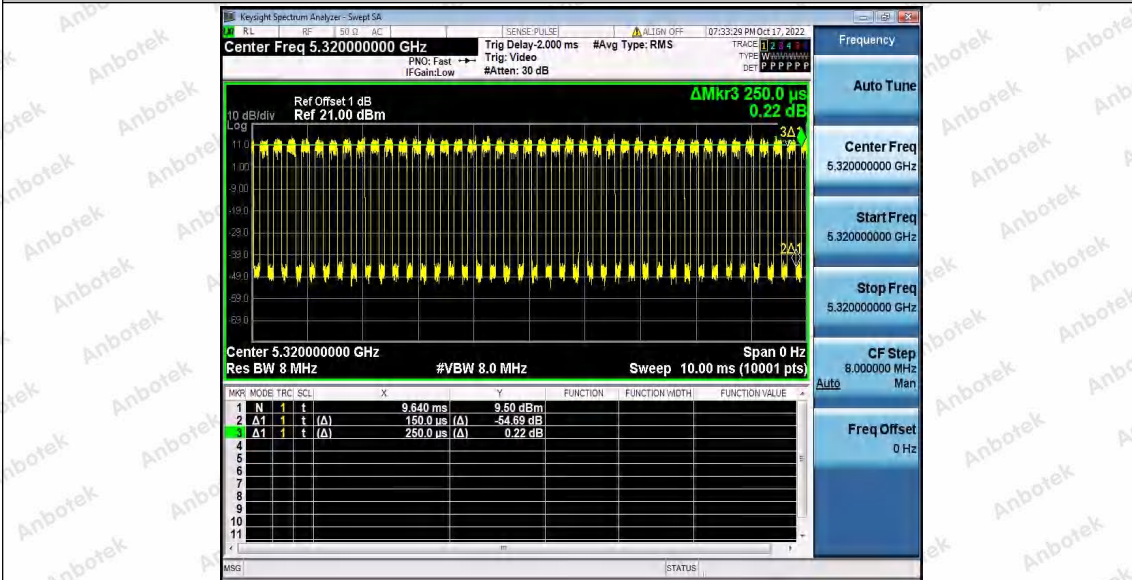 Keysight Spectrum Analyzer - Swept SA
RL RF 50 Ω AC SENSE:PULSE ALIGN OFF 07:33:29 PM Oct 17, 2022
Center Freq 5.320000000 GHz
PNO: Fast
IFGain:Low
Trig Delay-2.000 ms
Trig: Video
#Atten: 30 dB
#Avg Type: RMS
TRACE 1 2 3 4 5 6
TYPE W
DET P P P P P P
ΔMkr3 250.0 µs
0.22 dB
Ref Offset 1 dB
10 dB/div Ref 21.00 dBm
Log
11.0
1.00
-9.00
-19.0
-29.0
-39.0
-49.0
-59.0
-69.0
3Δ1
2Δ1
Center 5.320000000 GHz Span 0 Hz
Res BW 8 MHz #VBW 8.0 MHz Sweep 10.00 ms (10001 pts)
MKR MODE TRC SCL X Y FUNCTION FUNCTION WIDTH FUNCTION VALUE
1 N 1 t 9.640 ms 9.50 dBm
2 Δ1 1 t (Δ) 150.0 µs (Δ) -54.69 dB
3 Δ1 1 t (Δ) 250.0 µs (Δ) 0.22 dB
4
5
6
7
8
9
10
11
MSG STATUS
Frequency
Auto Tune
Center Freq
5.320000000 GHz
Start Freq
5.320000000 GHz
Stop Freq
5.320000000 GHz
CF Step
8.000000 MHz
Auto Man
Freq Offset
0 Hz
Anbotek